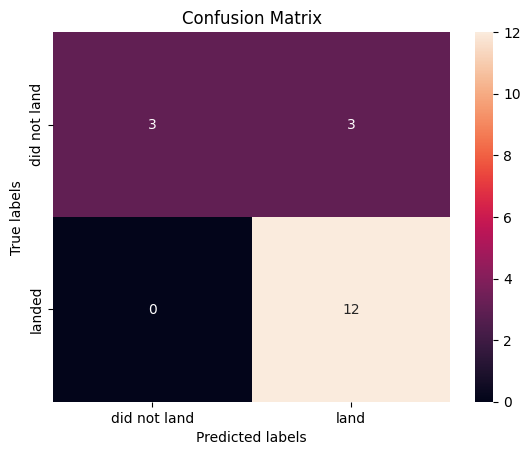 Confusion Matrix
True labels
did not land
landed
3 3
0 12
did not land land
Predicted labels
12
10
8
6
4
2
0